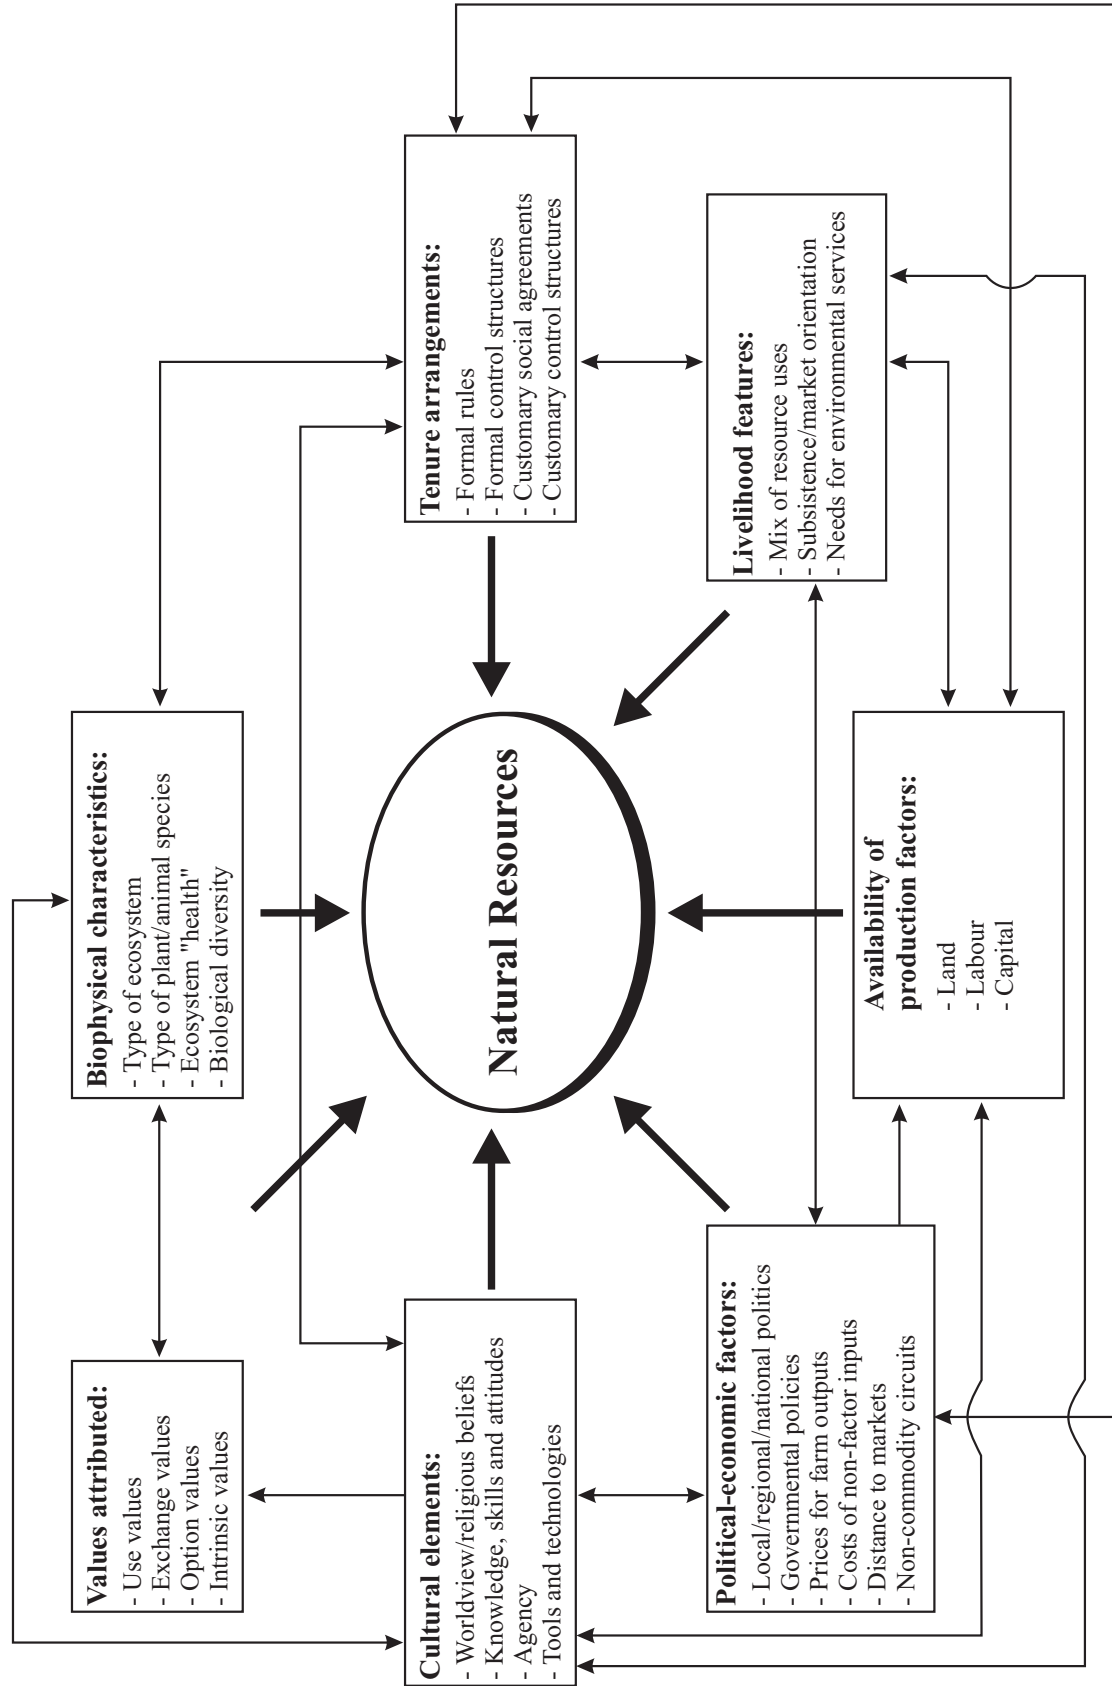 Values attributed:
- Use values
- Exchange values
- Option values
- Intrinsic values
Biophysical characteristics:
- Type of ecosystem
- Type of plant/animal species
- Ecosystem "health"
- Biological diversity
Cultural elements:
- Worldview/religious beliefs
- Knowledge, skills and attitudes
- Agency
- Tools and technologies
Natural Resources
Tenure arrangements:
- Formal rules
- Formal control structures
- Customary social agreements
- Customary control structures
Political-economic factors:
- Local/regional/national politics
- Governmental policies
- Prices for farm outputs
- Costs of non-factor inputs
- Distance to markets
- Non-commodity circuits
Availability of
production factors:
- Land
- Labour
- Capital
Livelihood features:
- Mix of resource uses
- Subsistence/market orientation
- Needs for environmental services